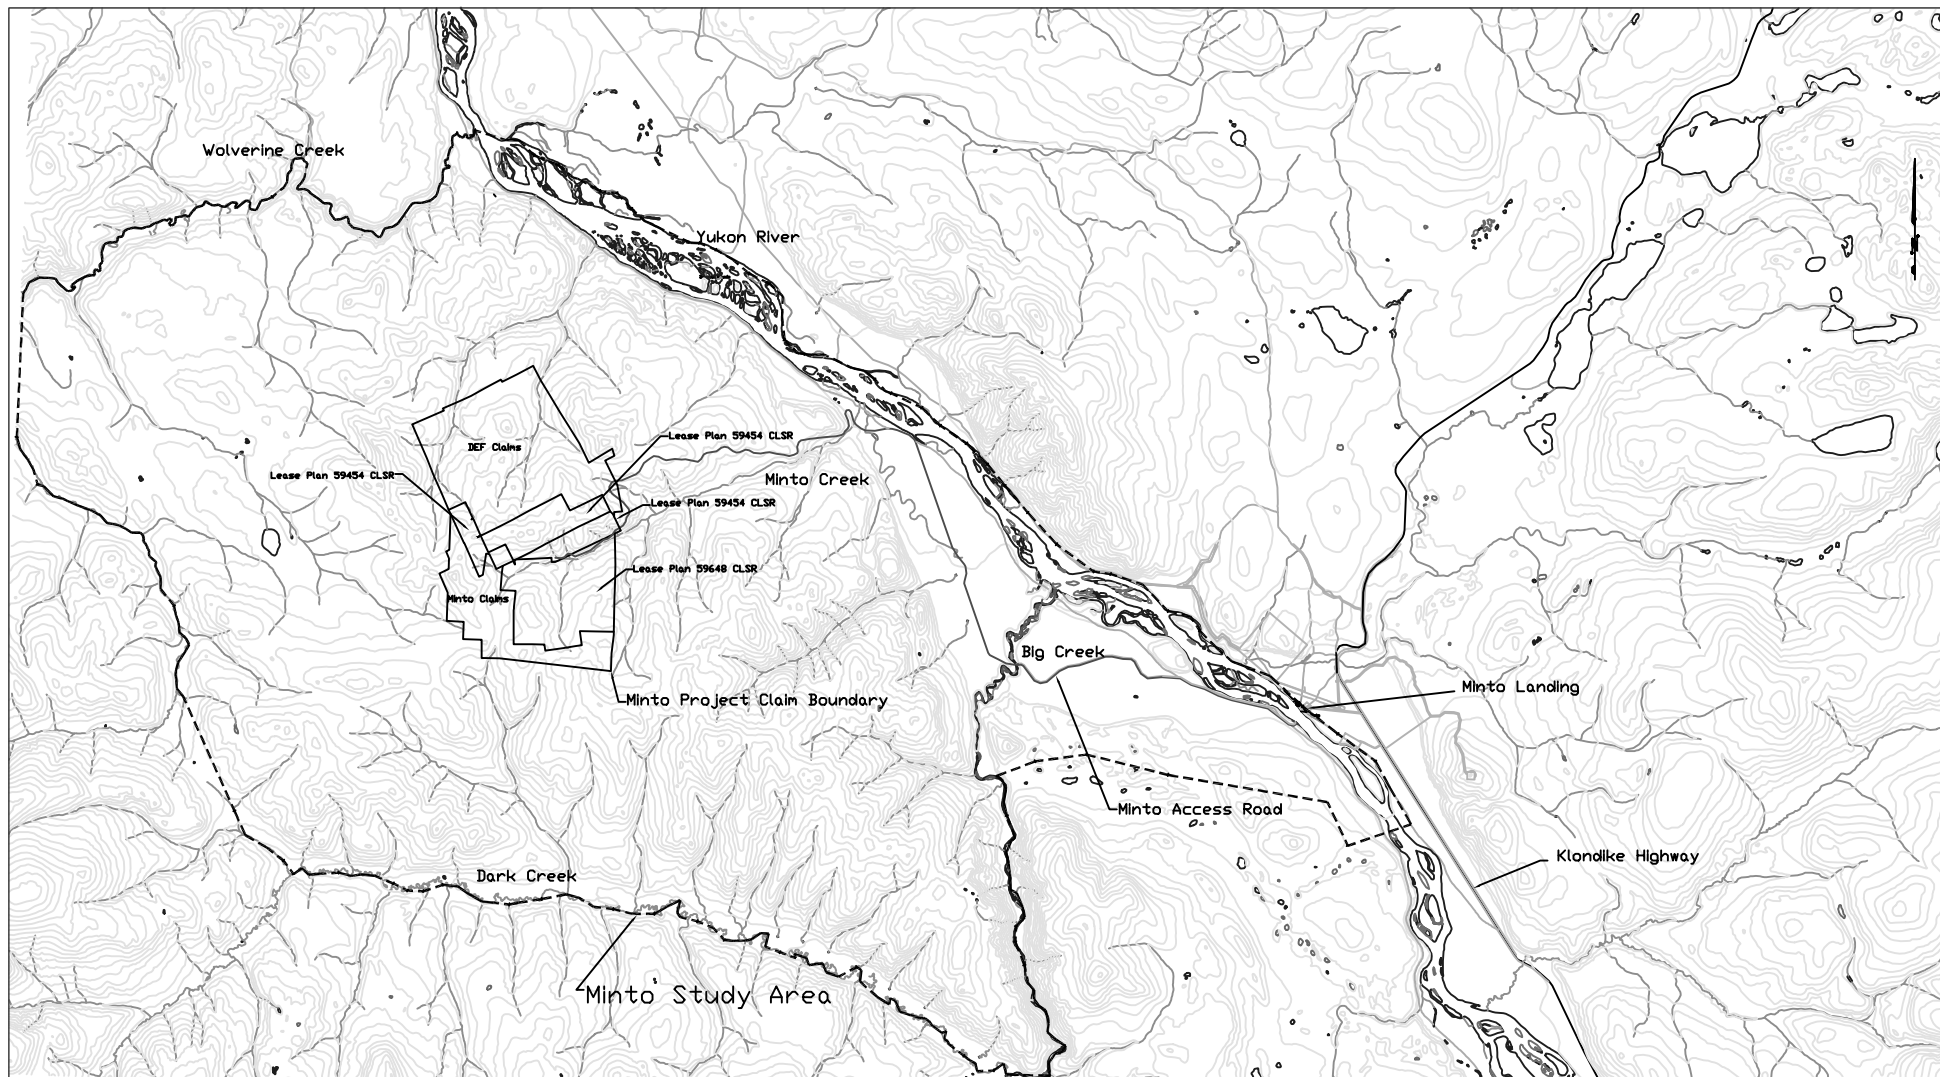 Wolverine Creek
Yukon River
Lease Plan 59454 CLSR
DEF Claims
Lease Plan 59454 CLSR
Minto Creek
Lease Plan 59454 CLSR
Lease Plan 59648 CLSR
Minto Claims
Big Creek
Minto Landing
Minto Project Claim Boundary
Minto Access Road
Klondike Highway
Dark Creek
Minto Study Area